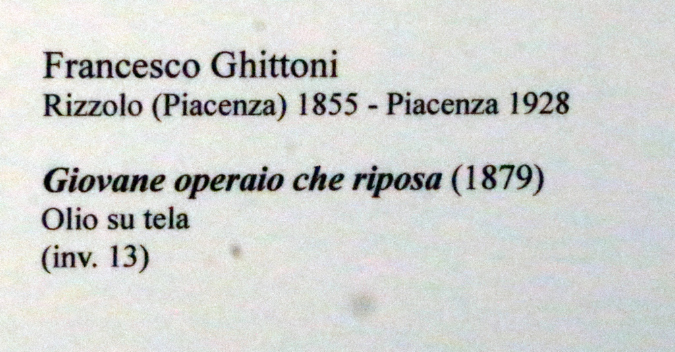 Francesco Ghittoni
Rizzolo (Piacenza) 1855 - Piacenza 1928
Giovane operaio che riposa (1879)
Olio su tela
(inv. 13)